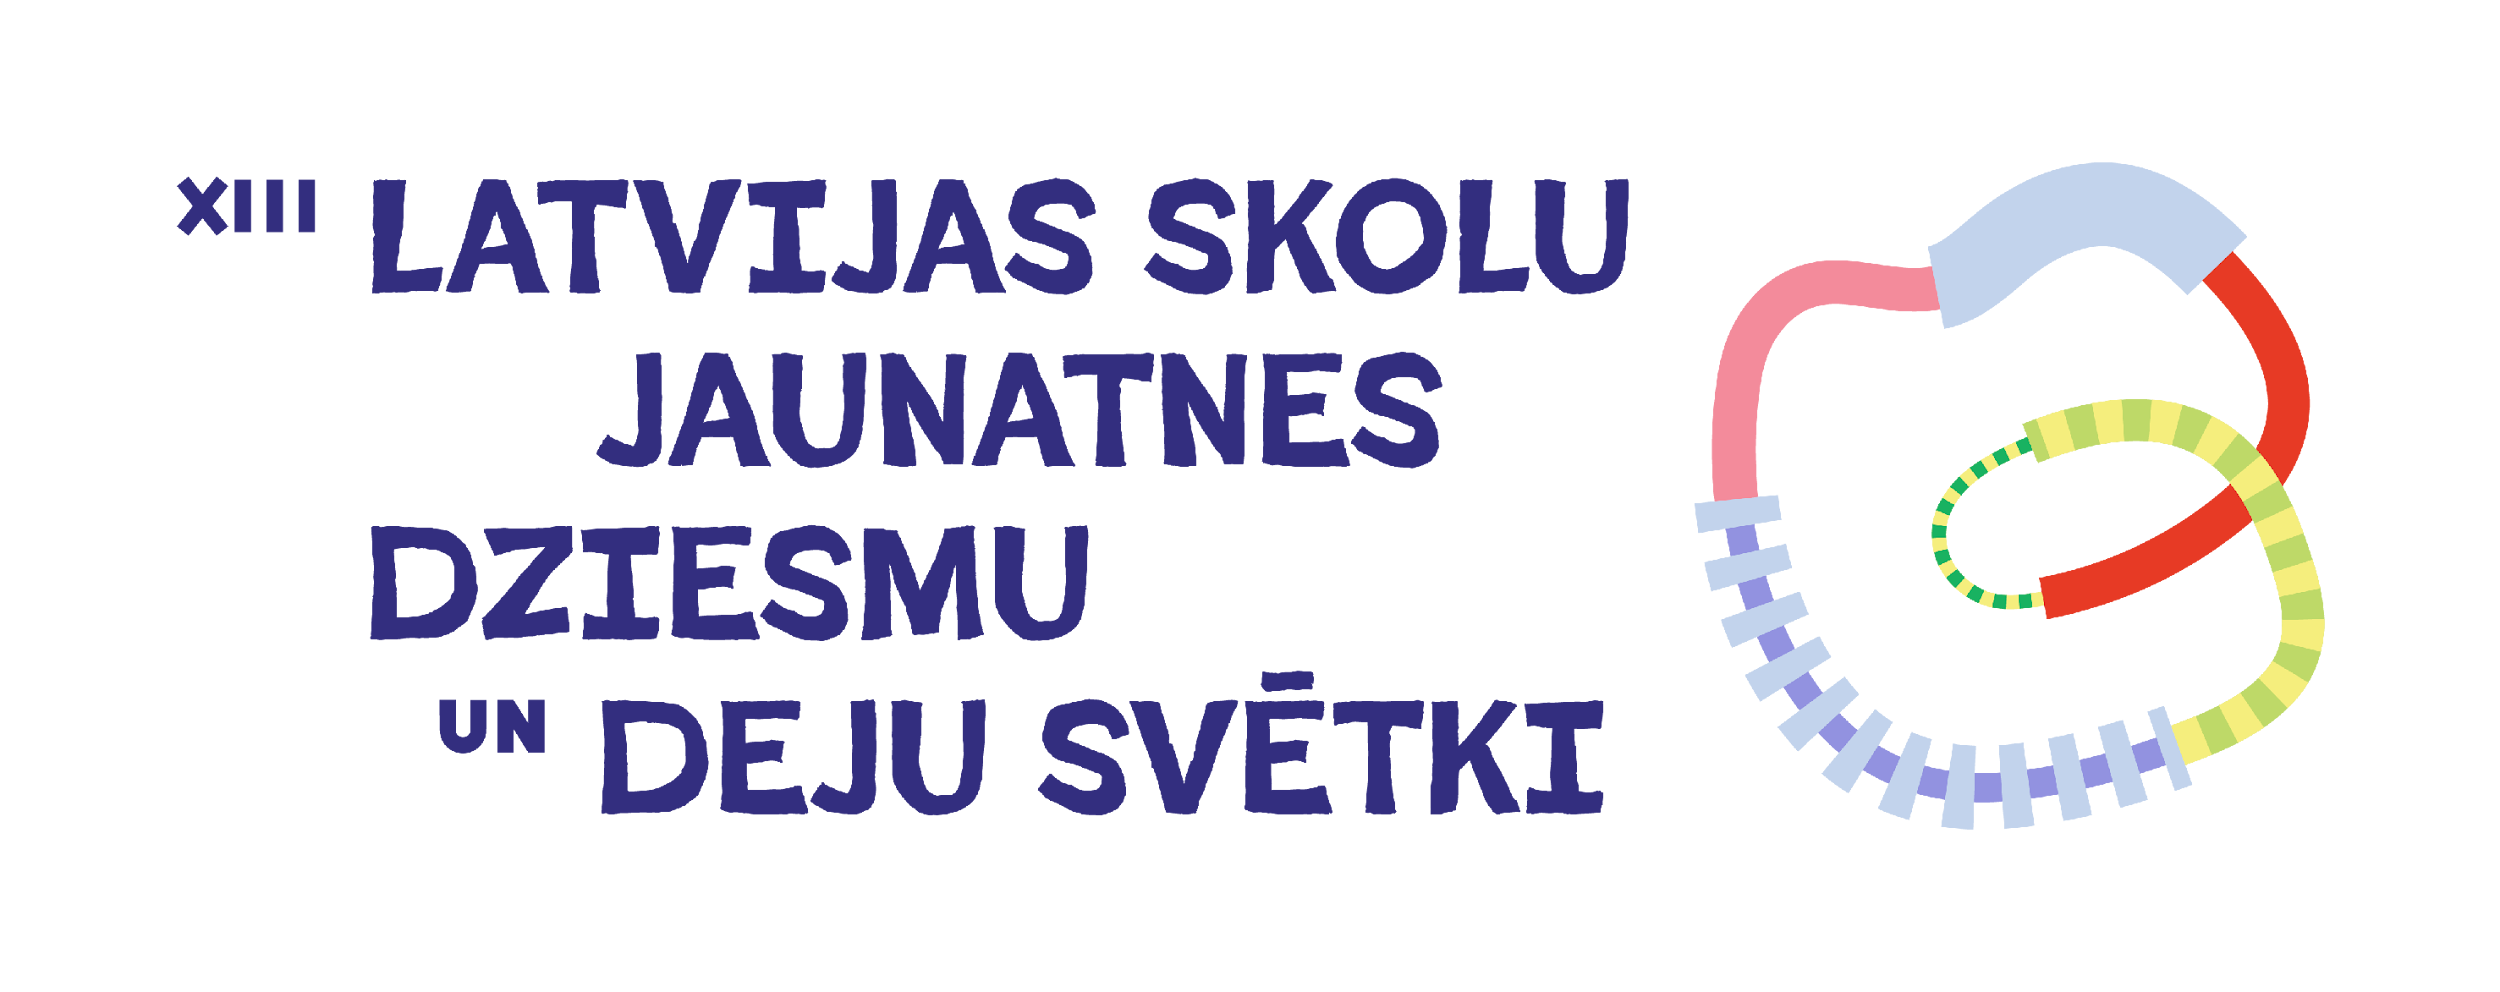 XIII LATVIJAS SKOLU
JAUNATNES
DZIESMU
UN DEJU SVĒTKI